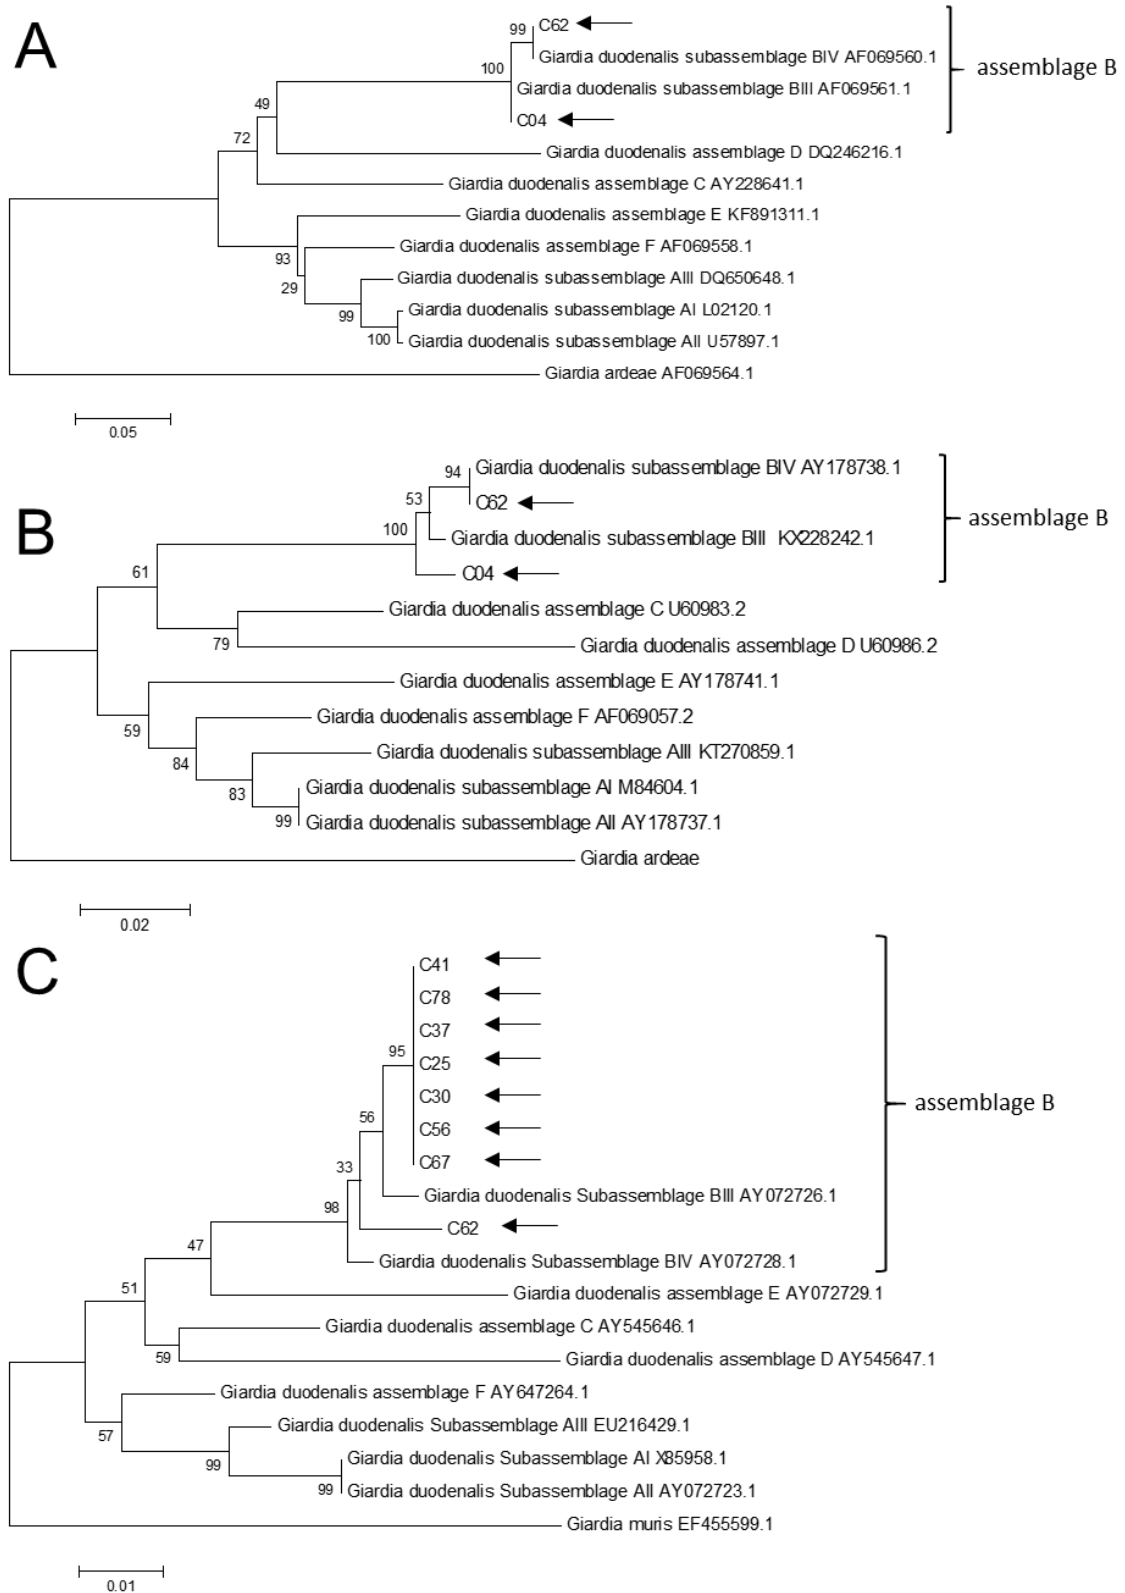 A
99
C62
Giardia duodenalis subassemblage BIV AF069560.1
100
Giardia duodenalis subassemblage BIII AF069561.1
assemblage B
C04
49
72
Giardia duodenalis assemblage D DQ246216.1
Giardia duodenalis assemblage C AY228641.1
Giardia duodenalis assemblage E KF891311.1
Giardia duodenalis assemblage F AF069558.1
93
Giardia duodenalis subassemblage AIII DQ650648.1
29
Giardia duodenalis subassemblage AI L02120.1
99
Giardia duodenalis subassemblage AII U57897.1
100
Giardia ardeae AF069564.1
0.05
B
94
Giardia duodenalis subassemblage BIV AY178738.1
53
C62
assemblage B
100
Giardia duodenalis subassemblage BIII KX228242.1
C04
61
Giardia duodenalis assemblage C U60983.2
79
Giardia duodenalis assemblage D U60986.2
Giardia duodenalis assemblage E AY178741.1
Giardia duodenalis assemblage F AF069057.2
59
Giardia duodenalis subassemblage AIII KT270859.1
84
Giardia duodenalis subassemblage AI M84604.1
83
Giardia duodenalis subassemblage AII AY178737.1
99
Giardia ardeae
0.02
C
C41
C78
C37
95
C25
C30
assemblage B
56
C56
C67
33
Giardia duodenalis Subassemblage BIII AY072726.1
98
C62
47
Giardia duodenalis Subassemblage BIV AY072728.1
51
Giardia duodenalis assemblage E AY072729.1
Giardia duodenalis assemblage C AY545646.1
59
Giardia duodenalis assemblage D AY545647.1
Giardia duodenalis assemblage F AY647264.1
57
Giardia duodenalis Subassemblage AIII EU216429.1
99
Giardia duodenalis Subassemblage AI X85958.1
99
Giardia duodenalis Subassemblage AII AY072723.1
Giardia muris EF455599.1
0.01